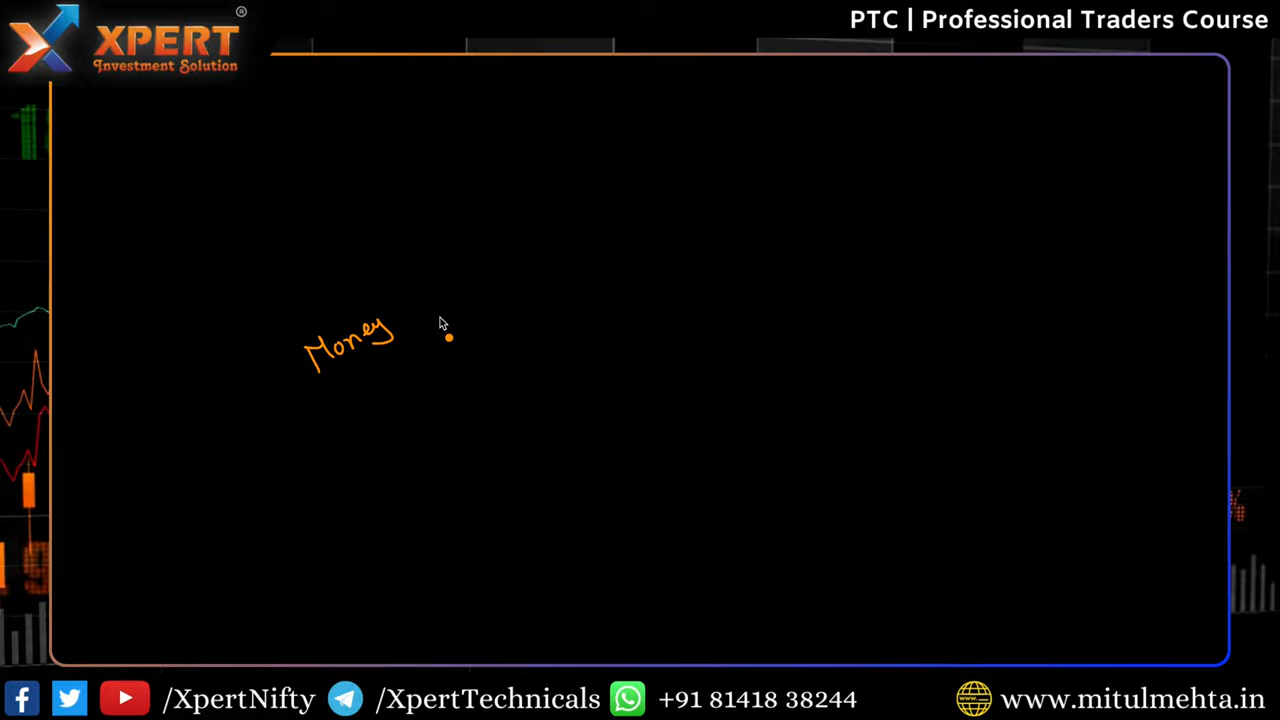 XPERT®
Investment Solution
PTC | Professional Traders Course
Money
/XpertNifty /XpertTechnicals +91 81418 38244 www.mitulmehta.in